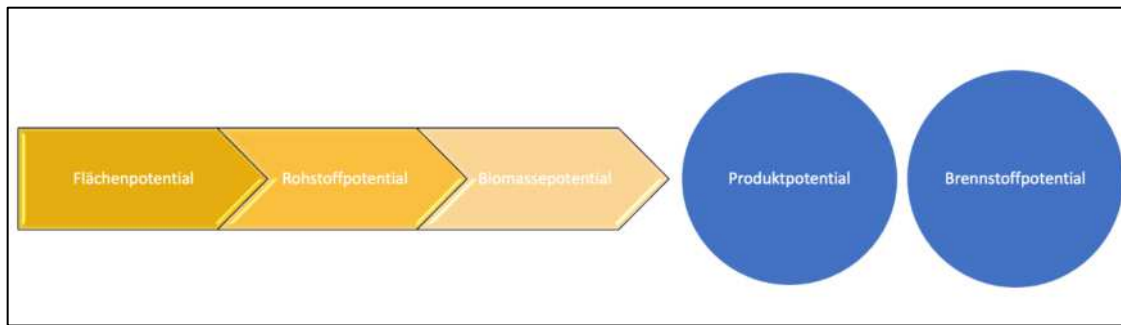 Flächenpotential
Rohstoffpotential
Biomassepotential
Produktpotential
Brennstoffpotential